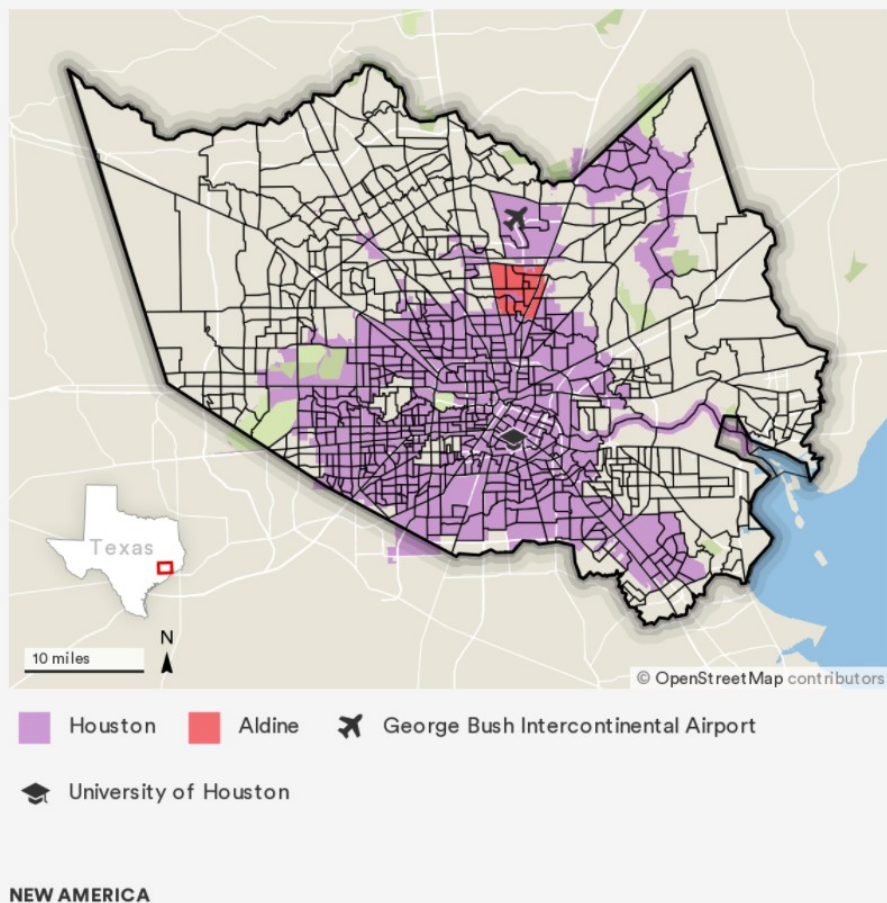 Texas
N
10 miles
© OpenStreetMap contributors
Houston
Aldine
George Bush Intercontinental Airport
University of Houston
NEW AMERICA